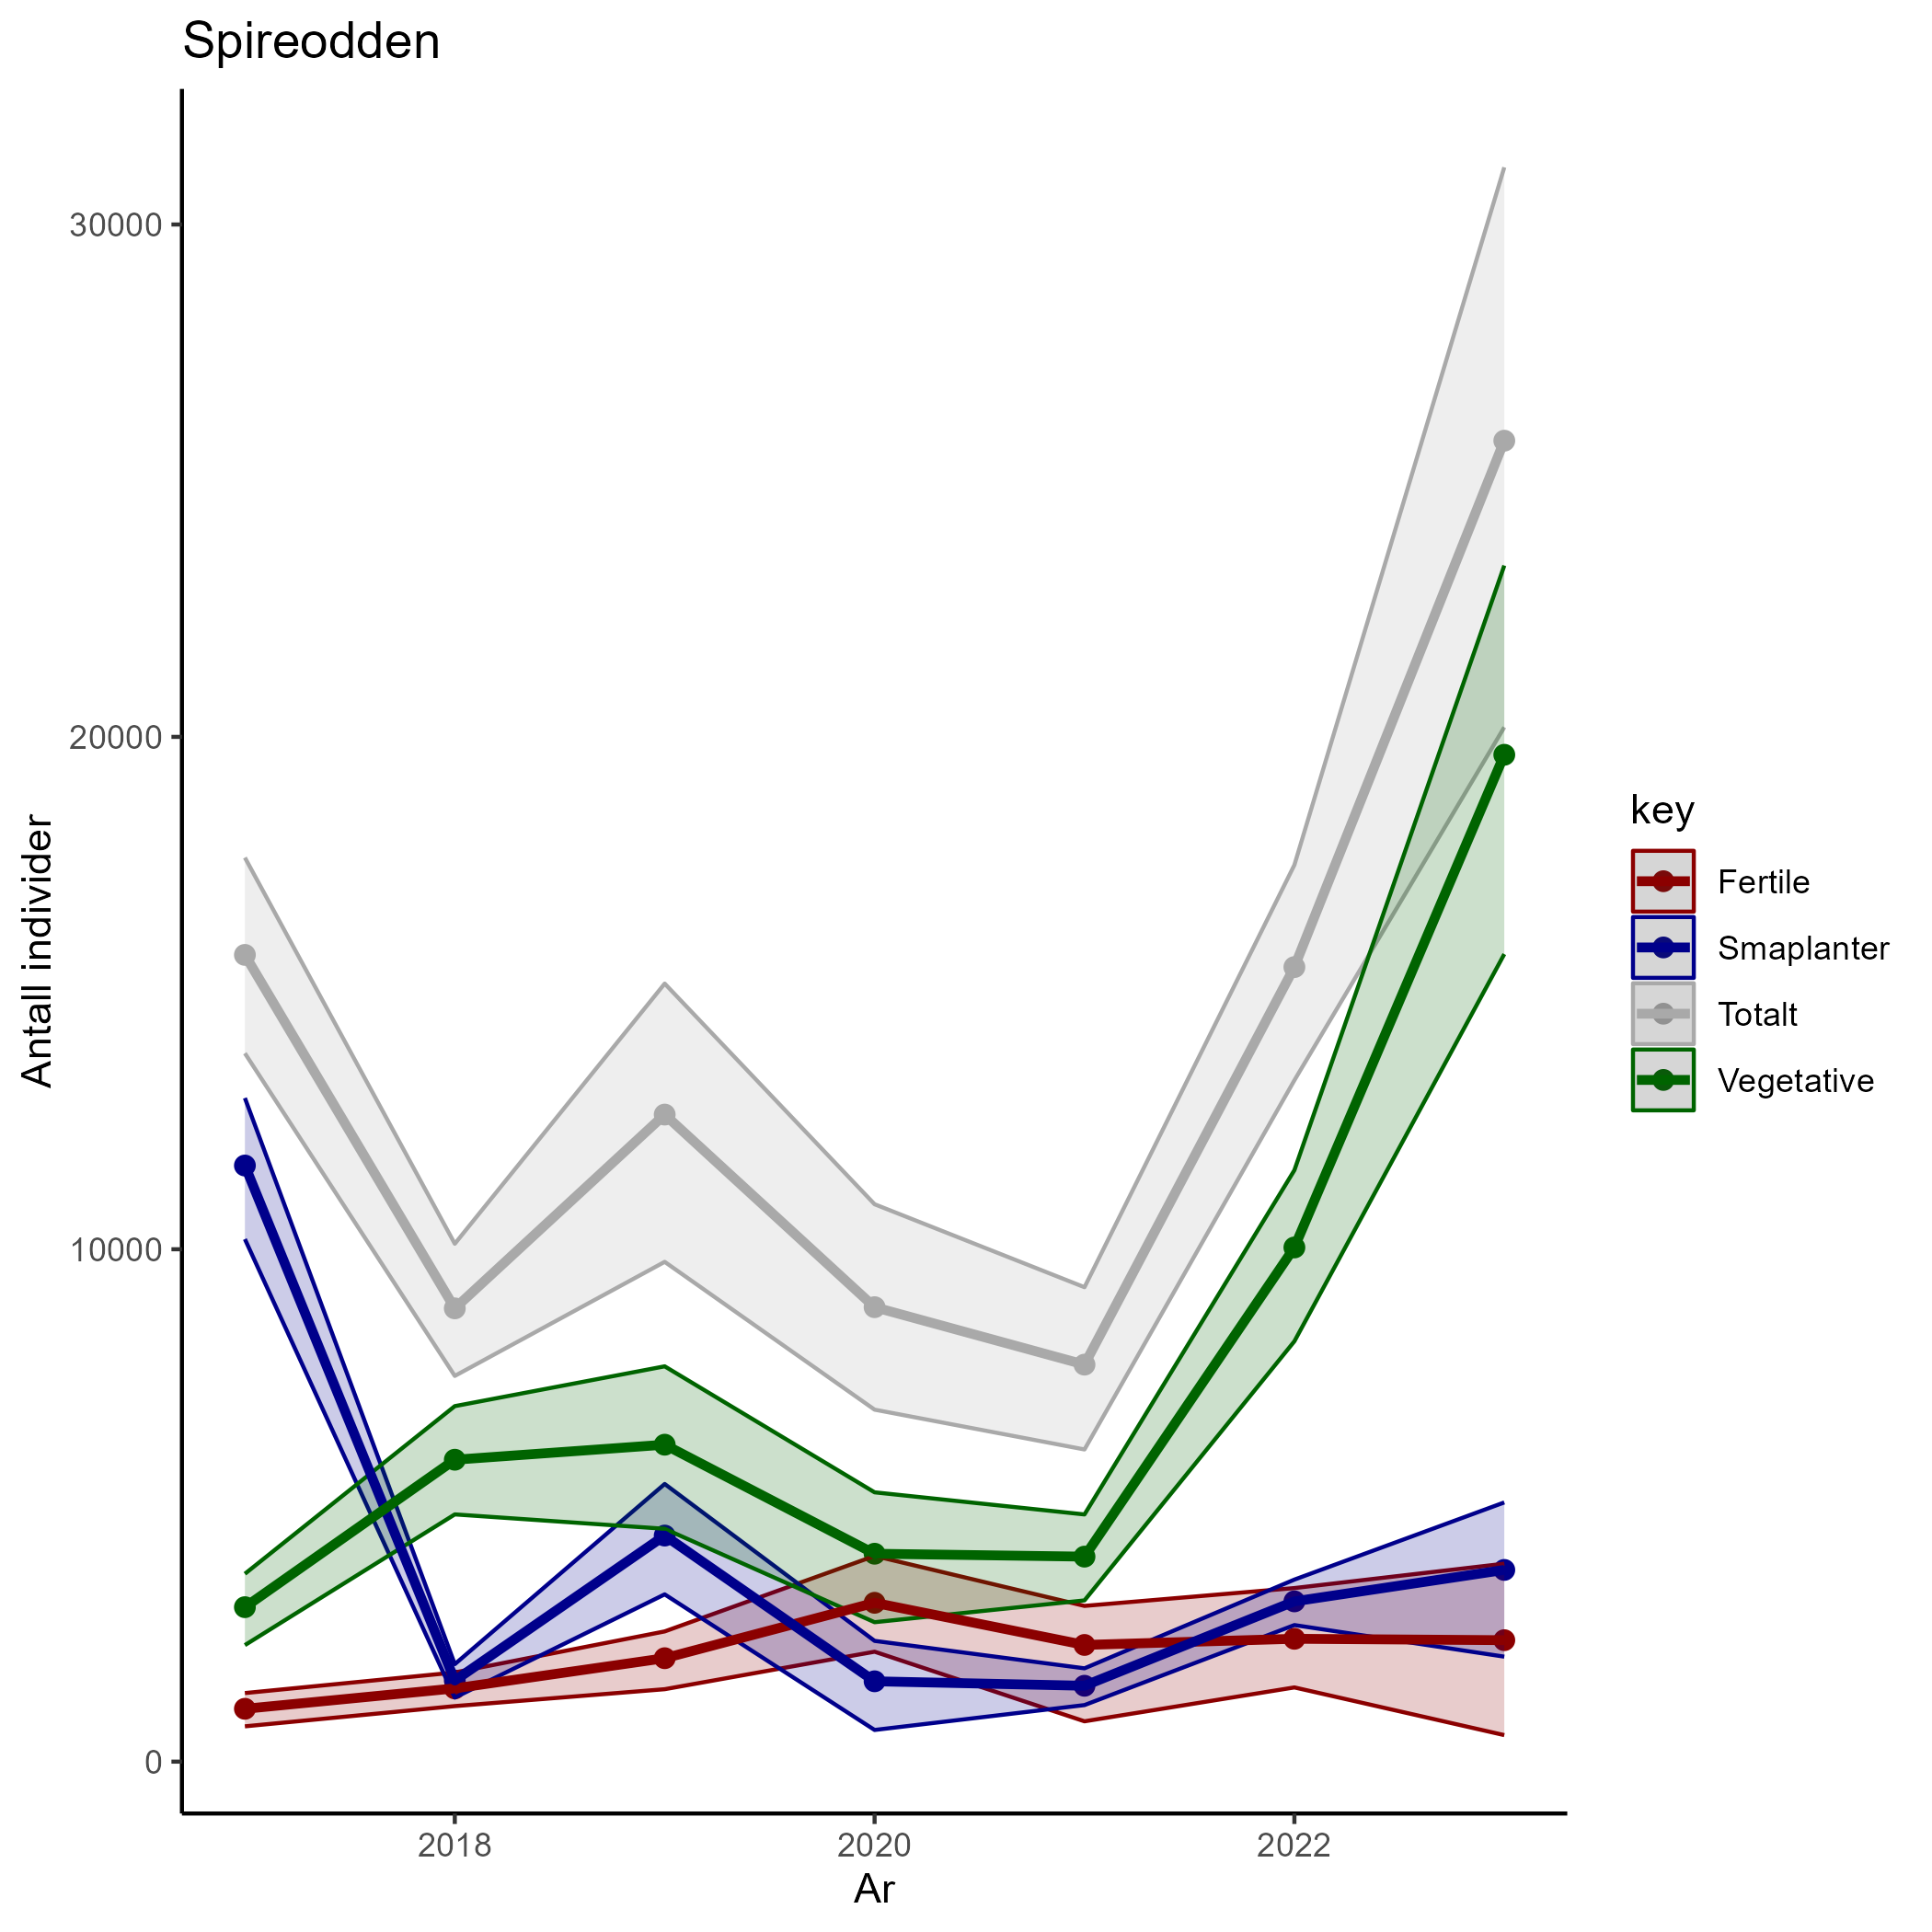 Spireodden
Antall individer
30000
20000
10000
0
2018
2020
2022
Ar
key
Fertile
Smaplanter
Totalt
Vegetative